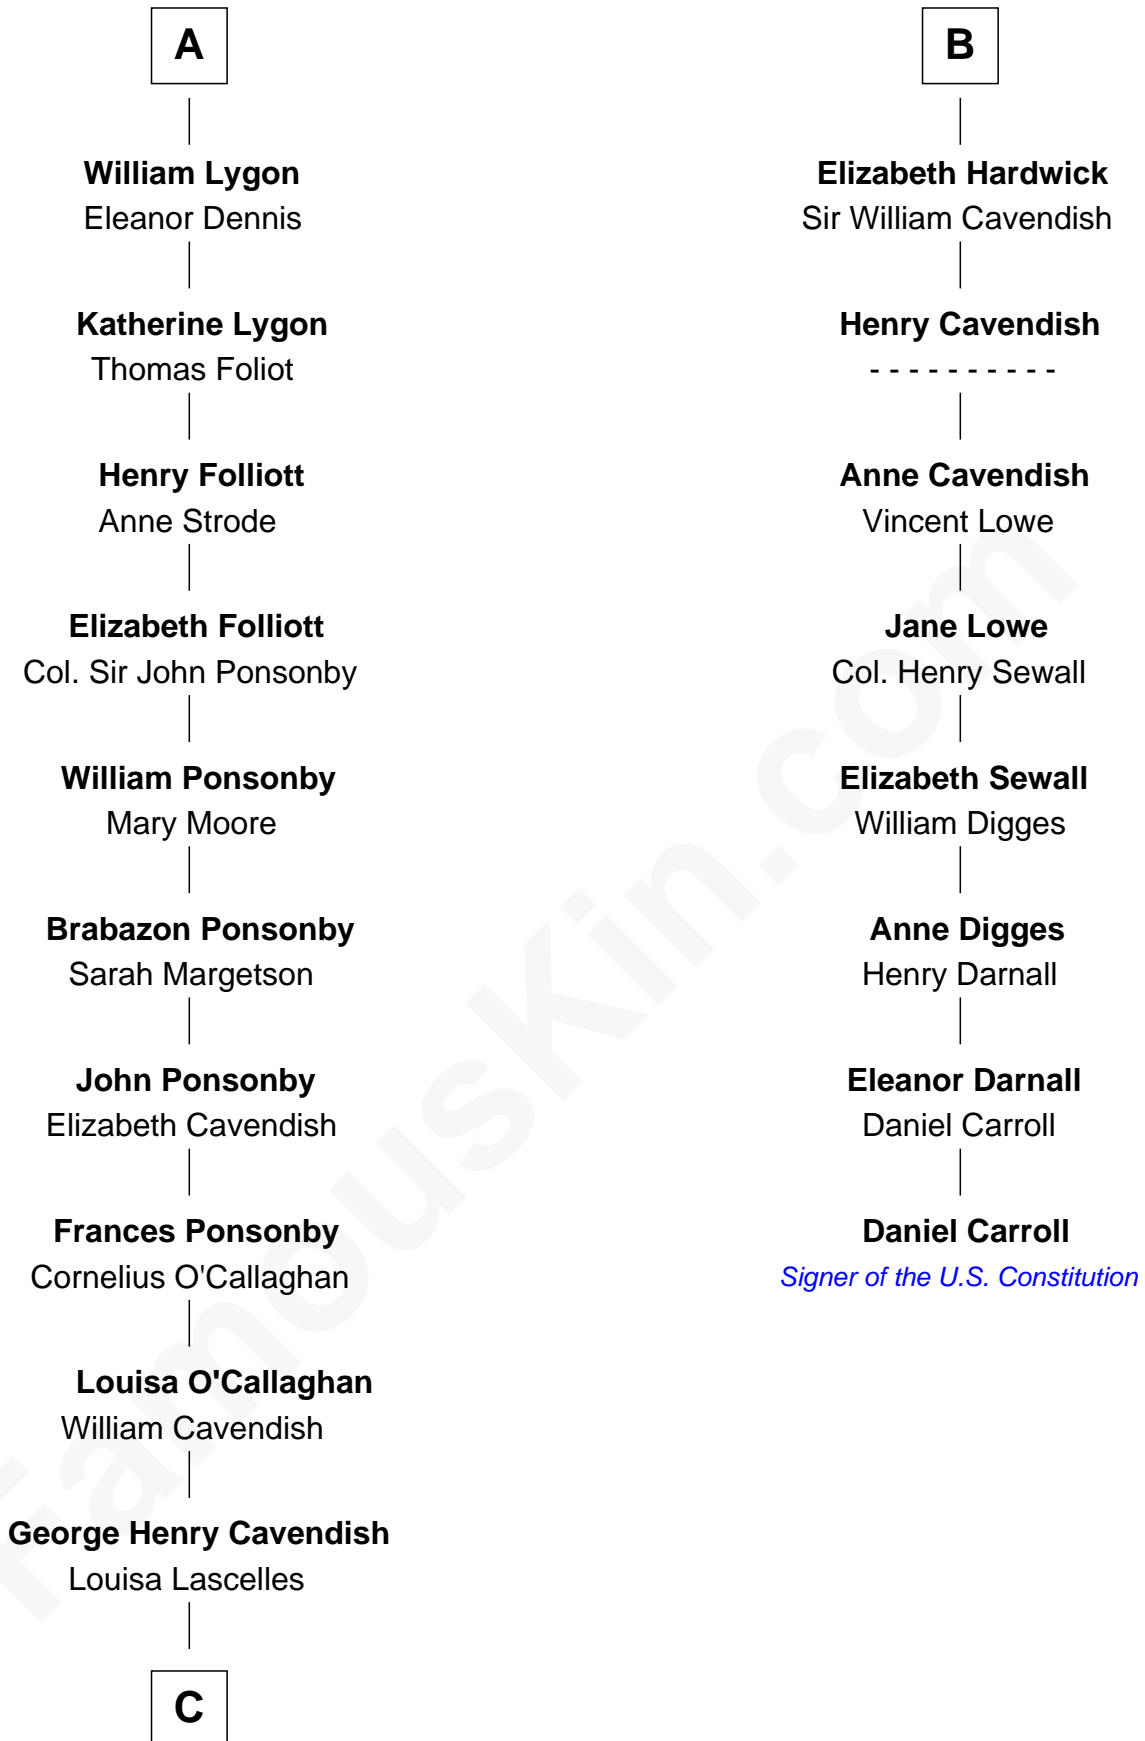 A
William Lygon
Eleanor Dennis
Katherine Lygon
Thomas Foliot
Henry Folliott
Anne Strode
Elizabeth Folliott
Col. Sir John Ponsonby
William Ponsonby
Mary Moore
Brabazon Ponsonby
Sarah Margetson
John Ponsonby
Elizabeth Cavendish
Frances Ponsonby
Cornelius O'Callaghan
Louisa O'Callaghan
William Cavendish
George Henry Cavendish
Louisa Lascelles
C
B
Elizabeth Hardwick
Sir William Cavendish
Henry Cavendish
- - - - - - - - - -
Anne Cavendish
Vincent Lowe
Jane Lowe
Col. Henry Sewall
Elizabeth Sewall
William Digges
Anne Digges
Henry Darnall
Eleanor Darnall
Daniel Carroll
Daniel Carroll
Signer of the U.S. Constitution
FamousKin.com